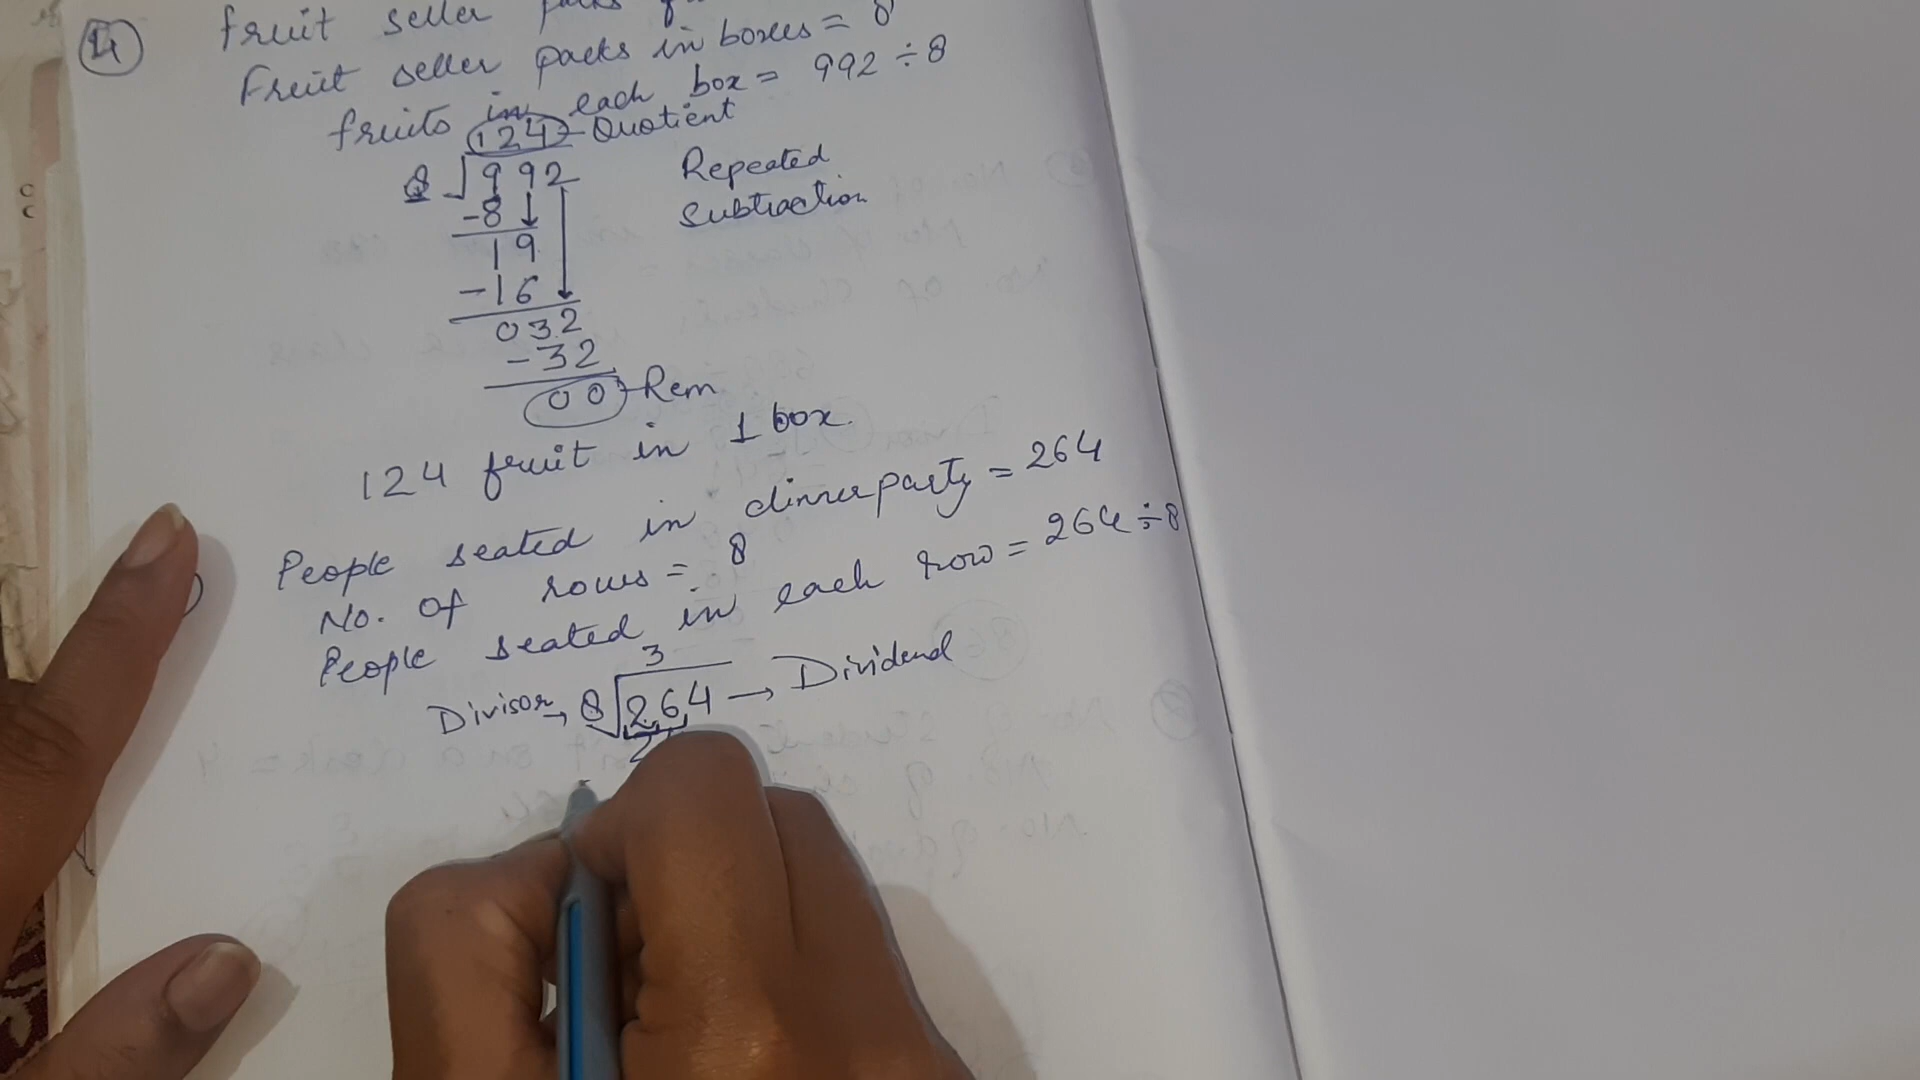 4 fruit seller packs
Fruit seller packs in boxes = 8
fruits in each box = 992 ÷ 8
124 - Quotient
8 992 Repeated
-8 subtraction
19
-16
032
-32
00 - Rem
124 fruit in 1 box.
People seated in dinner party = 264
No. of rows = 8
People seated in each row = 264 ÷ 8
3
Divisor → 8 264 → Dividend